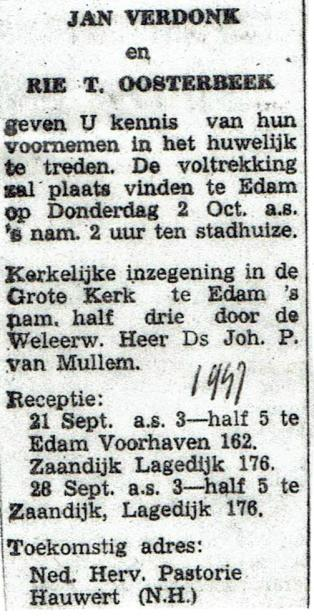 JAN VERDONK
en
RIE T. OOSTERBEEK
geven U kennis van hun
voornemen in het huwelijk
te treden. De voltrekking
zal plaats vinden te Edam
op Donderdag 2 Oct. a.s.
's nam. 2 uur ten stadhuize.
Kerkelijke inzegening in de
Grote Kerk te Edam 's
nam. half drie door de
Weleerw. Heer Ds Joh. P.
van Mullem.
1947
Receptie:
21 Sept. a.s. 3—half 5 te
Edam Voorhaven 162.
Zaandijk Lagedijk 176.
28 Sept. a.s. 3—half 5 te
Zaandijk, Lagedijk 176.
Toekomstig adres:
Ned. Herv. Pastorie
Hauwert (N.H.)